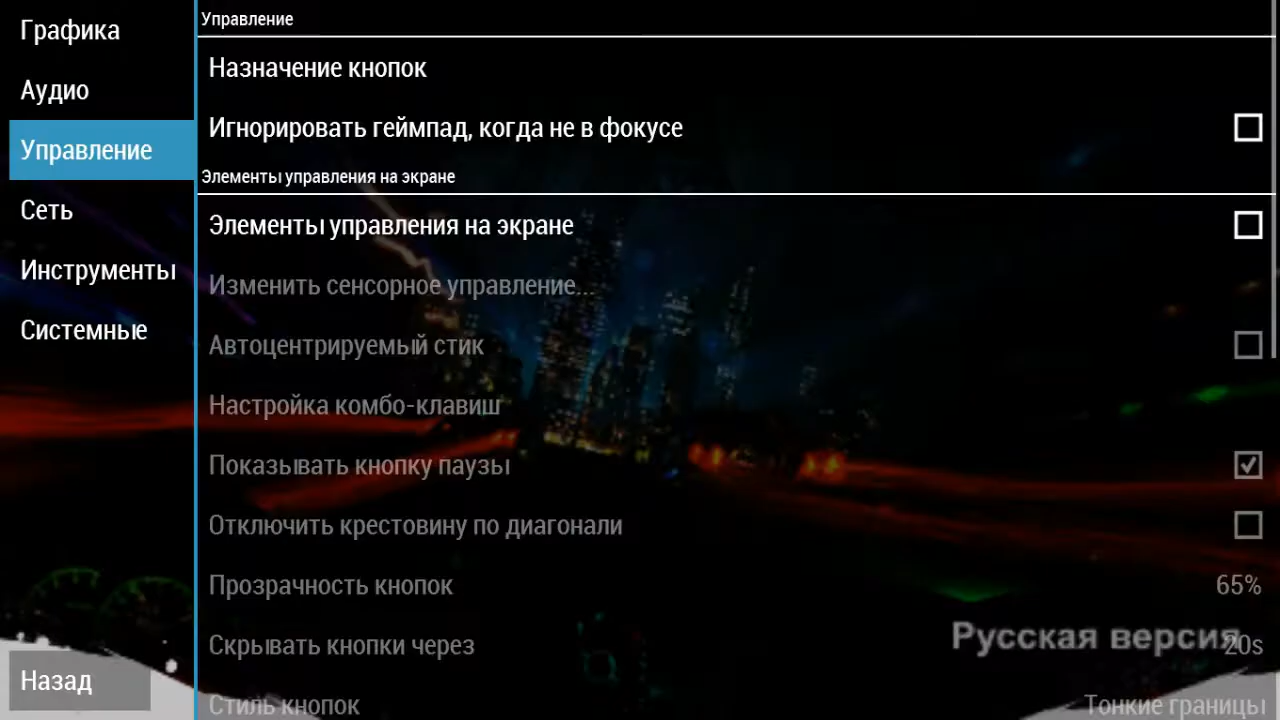 Графика
Аудио
Управление
Сеть
Инструменты
Системные
Назад
Управление
Назначение кнопок
Игнорировать геймпад, когда не в фокусе
Элементы управления на экране
Элементы управления на экране
Изменить сенсорное управление...
Автоцентрируемый стик
Настройка комбо-клавиш
Показывать кнопку паузы
Отключить крестовину по диагонали
Прозрачность кнопок 65%
Скрывать кнопки через 20s
Русская версия
Стиль кнопок Тонкие границы